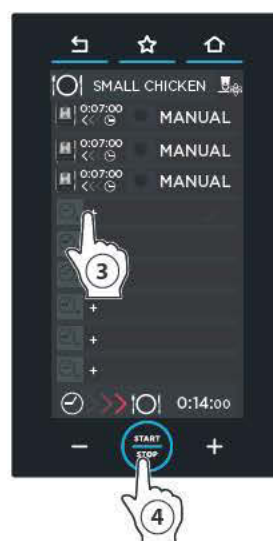 SMALL CHICKEN
0:07:00 MANUAL
0:07:00 MANUAL
0:07:00 MANUAL
+
3
+
+
+
0:14:00
− START STOP +
4